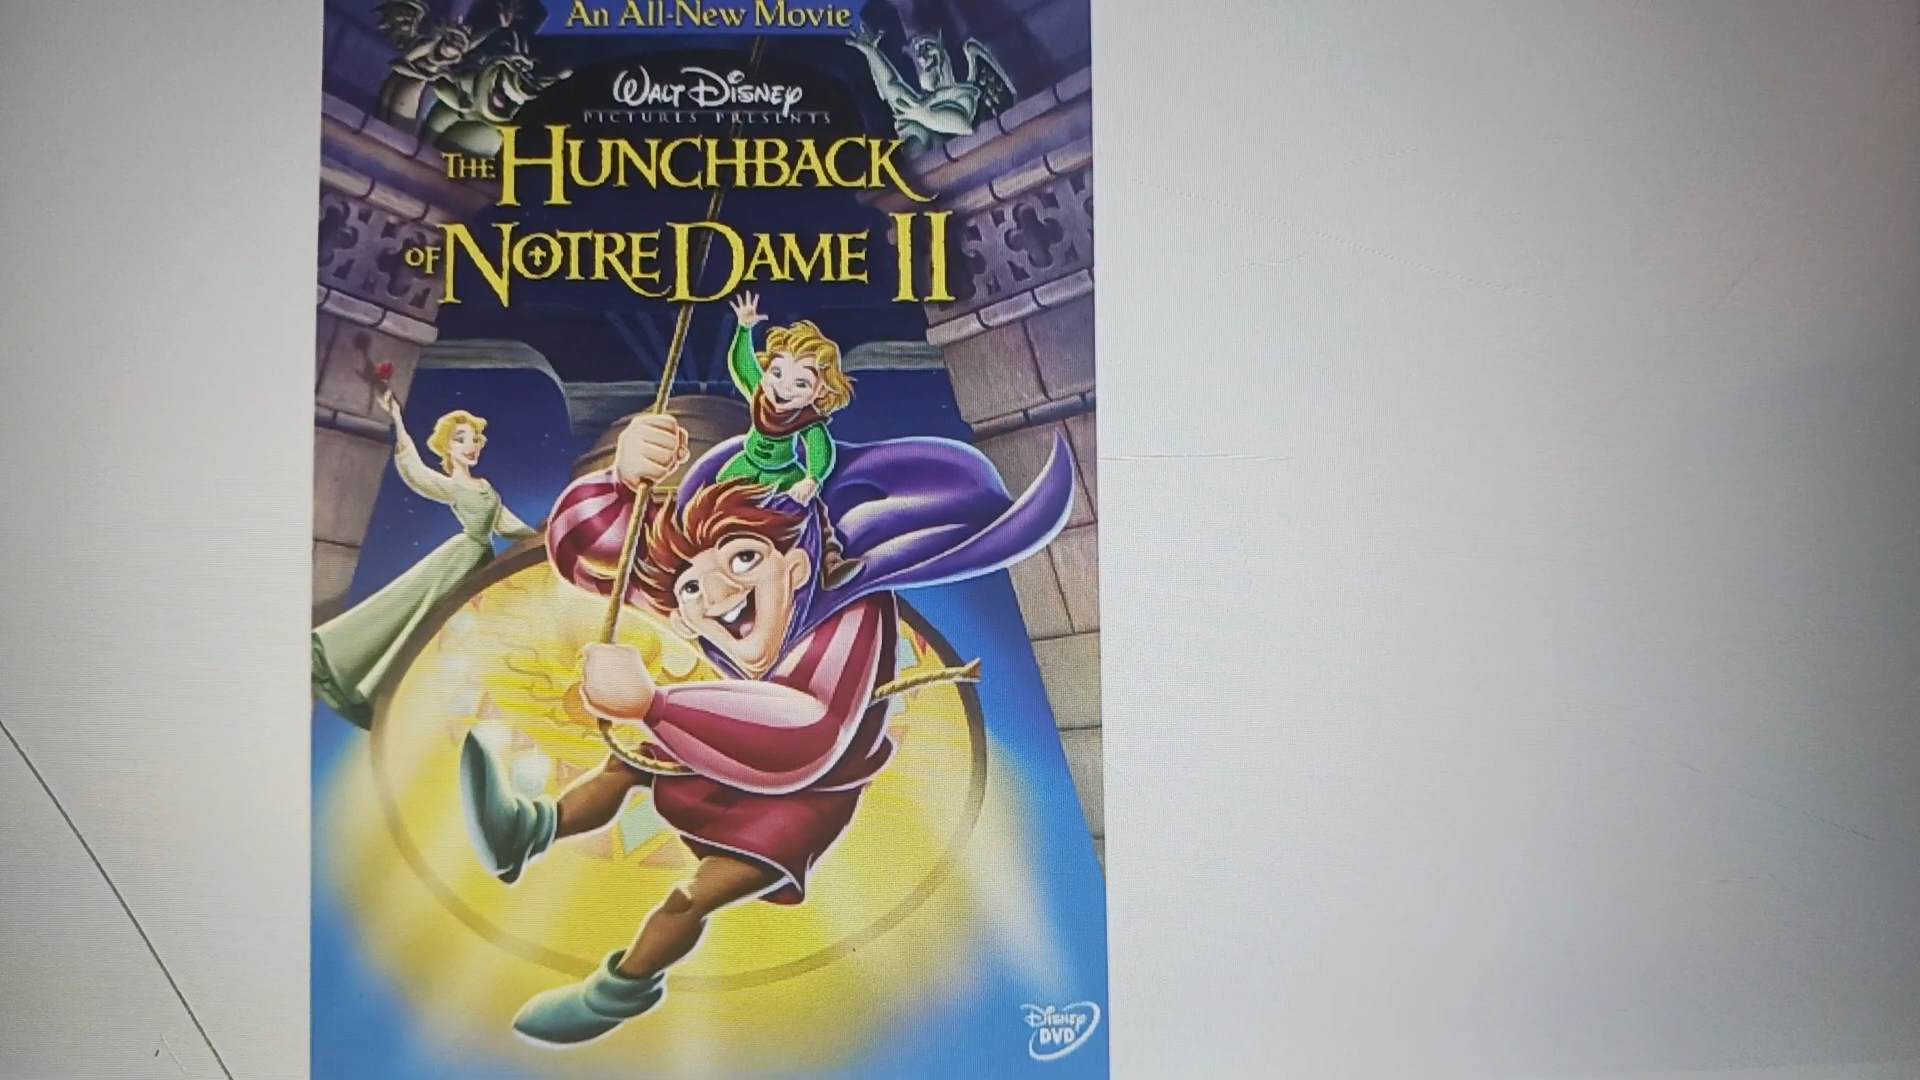 An All-New Movie
WALT DISNEY
PICTURES PRESENTS
THE HUNCHBACK
OF NOTRE DAME II
DISNEY
DVD